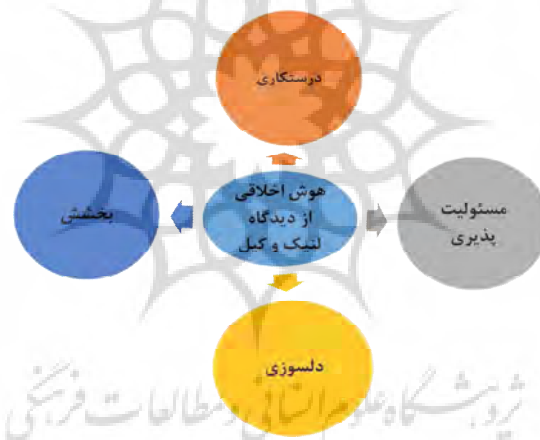 درستکاری
بخشش
هوش اخلاقی
از دیدگاه
لنیک و کیل
مسئولیت
پذیری
دلسوزی
پژوهشگاه علوم انسانی و مطالعات فرهنگی